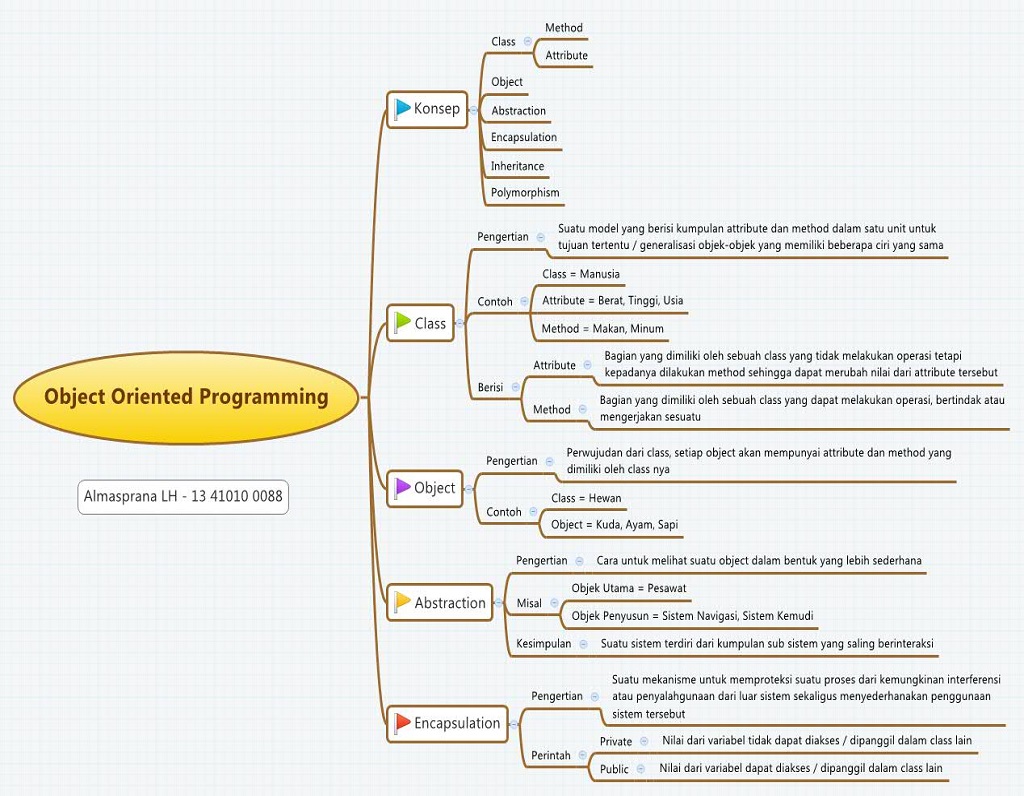 Object Oriented Programming
Almasprana LH - 13 41010 0088
Konsep
Class
Method
Attribute
Object
Abstraction
Encapsulation
Inheritance
Polymorphism
Class
Pengertian
Suatu model yang berisi kumpulan attribute dan method dalam satu unit untuk
tujuan tertentu / generalisasi objek-objek yang memiliki beberapa ciri yang sama
Contoh
Class = Manusia
Attribute = Berat, Tinggi, Usia
Method = Makan, Minum
Berisi
Attribute
Bagian yang dimiliki oleh sebuah class yang tidak melakukan operasi tetapi
kepadanya dilakukan method sehingga dapat merubah nilai dari attribute tersebut
Method
Bagian yang dimiliki oleh sebuah class yang dapat melakukan operasi, bertindak atau
mengerjakan sesuatu
Object
Pengertian
Perwujudan dari class, setiap object akan mempunyai attribute dan method yang
dimiliki oleh class nya
Contoh
Class = Hewan
Object = Kuda, Ayam, Sapi
Abstraction
Pengertian
Cara untuk melihat suatu object dalam bentuk yang lebih sederhana
Misal
Objek Utama = Pesawat
Objek Penyusun = Sistem Navigasi, Sistem Kemudi
Kesimpulan
Suatu sistem terdiri dari kumpulan sub sistem yang saling berinteraksi
Encapsulation
Pengertian
Suatu mekanisme untuk memproteksi suatu proses dari kemungkinan interferensi
atau penyalahgunaan dari luar sistem sekaligus menyederhanakan penggunaan
sistem tersebut
Perintah
Private
Nilai dari variabel tidak dapat diakses / dipanggil dalam class lain
Public
Nilai dari variabel dapat diakses / dipanggil dalam class lain